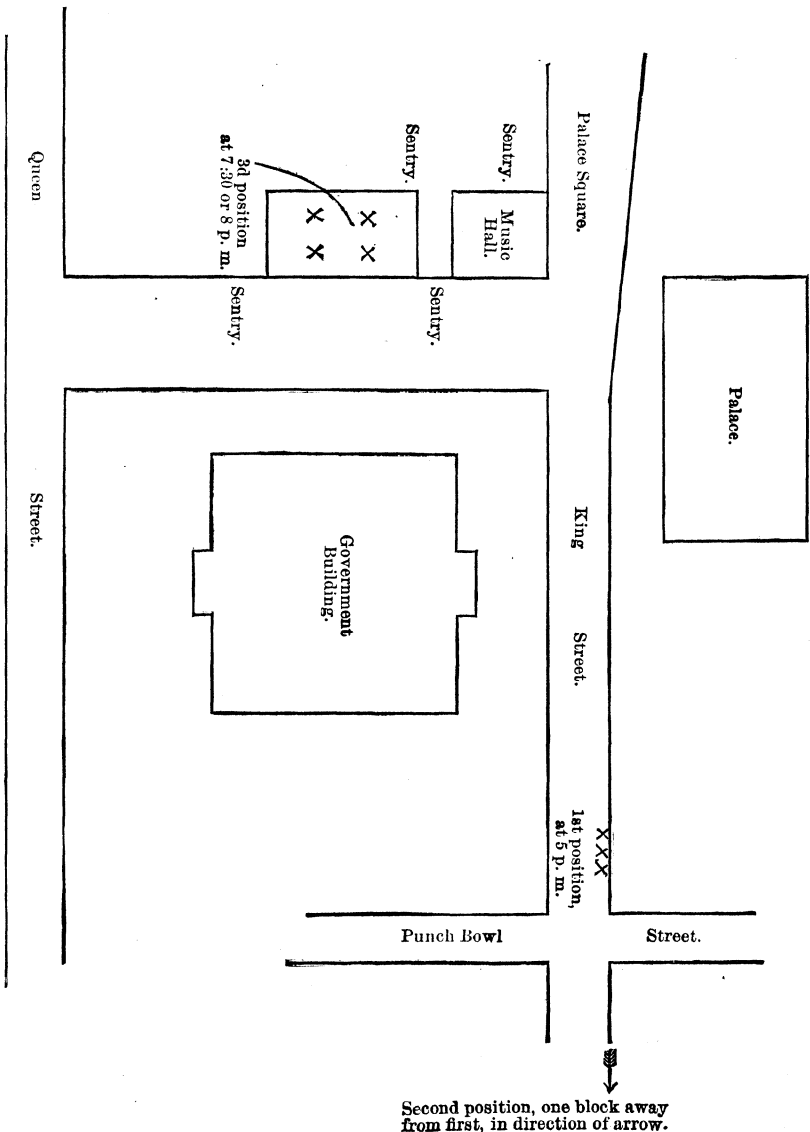 Palace Square.
Sentry.
Sentry.
Music
Hall.
3d position
at 7:30 or 8 p. m.
Sentry.
Sentry.
Queen
Street.
Palace.
King
Street.
Government
Building.
1st position,
at 5 p. m.
X X X
X X
X X
Punch Bowl
Street.
Second position, one block away
from first, in direction of arrow.